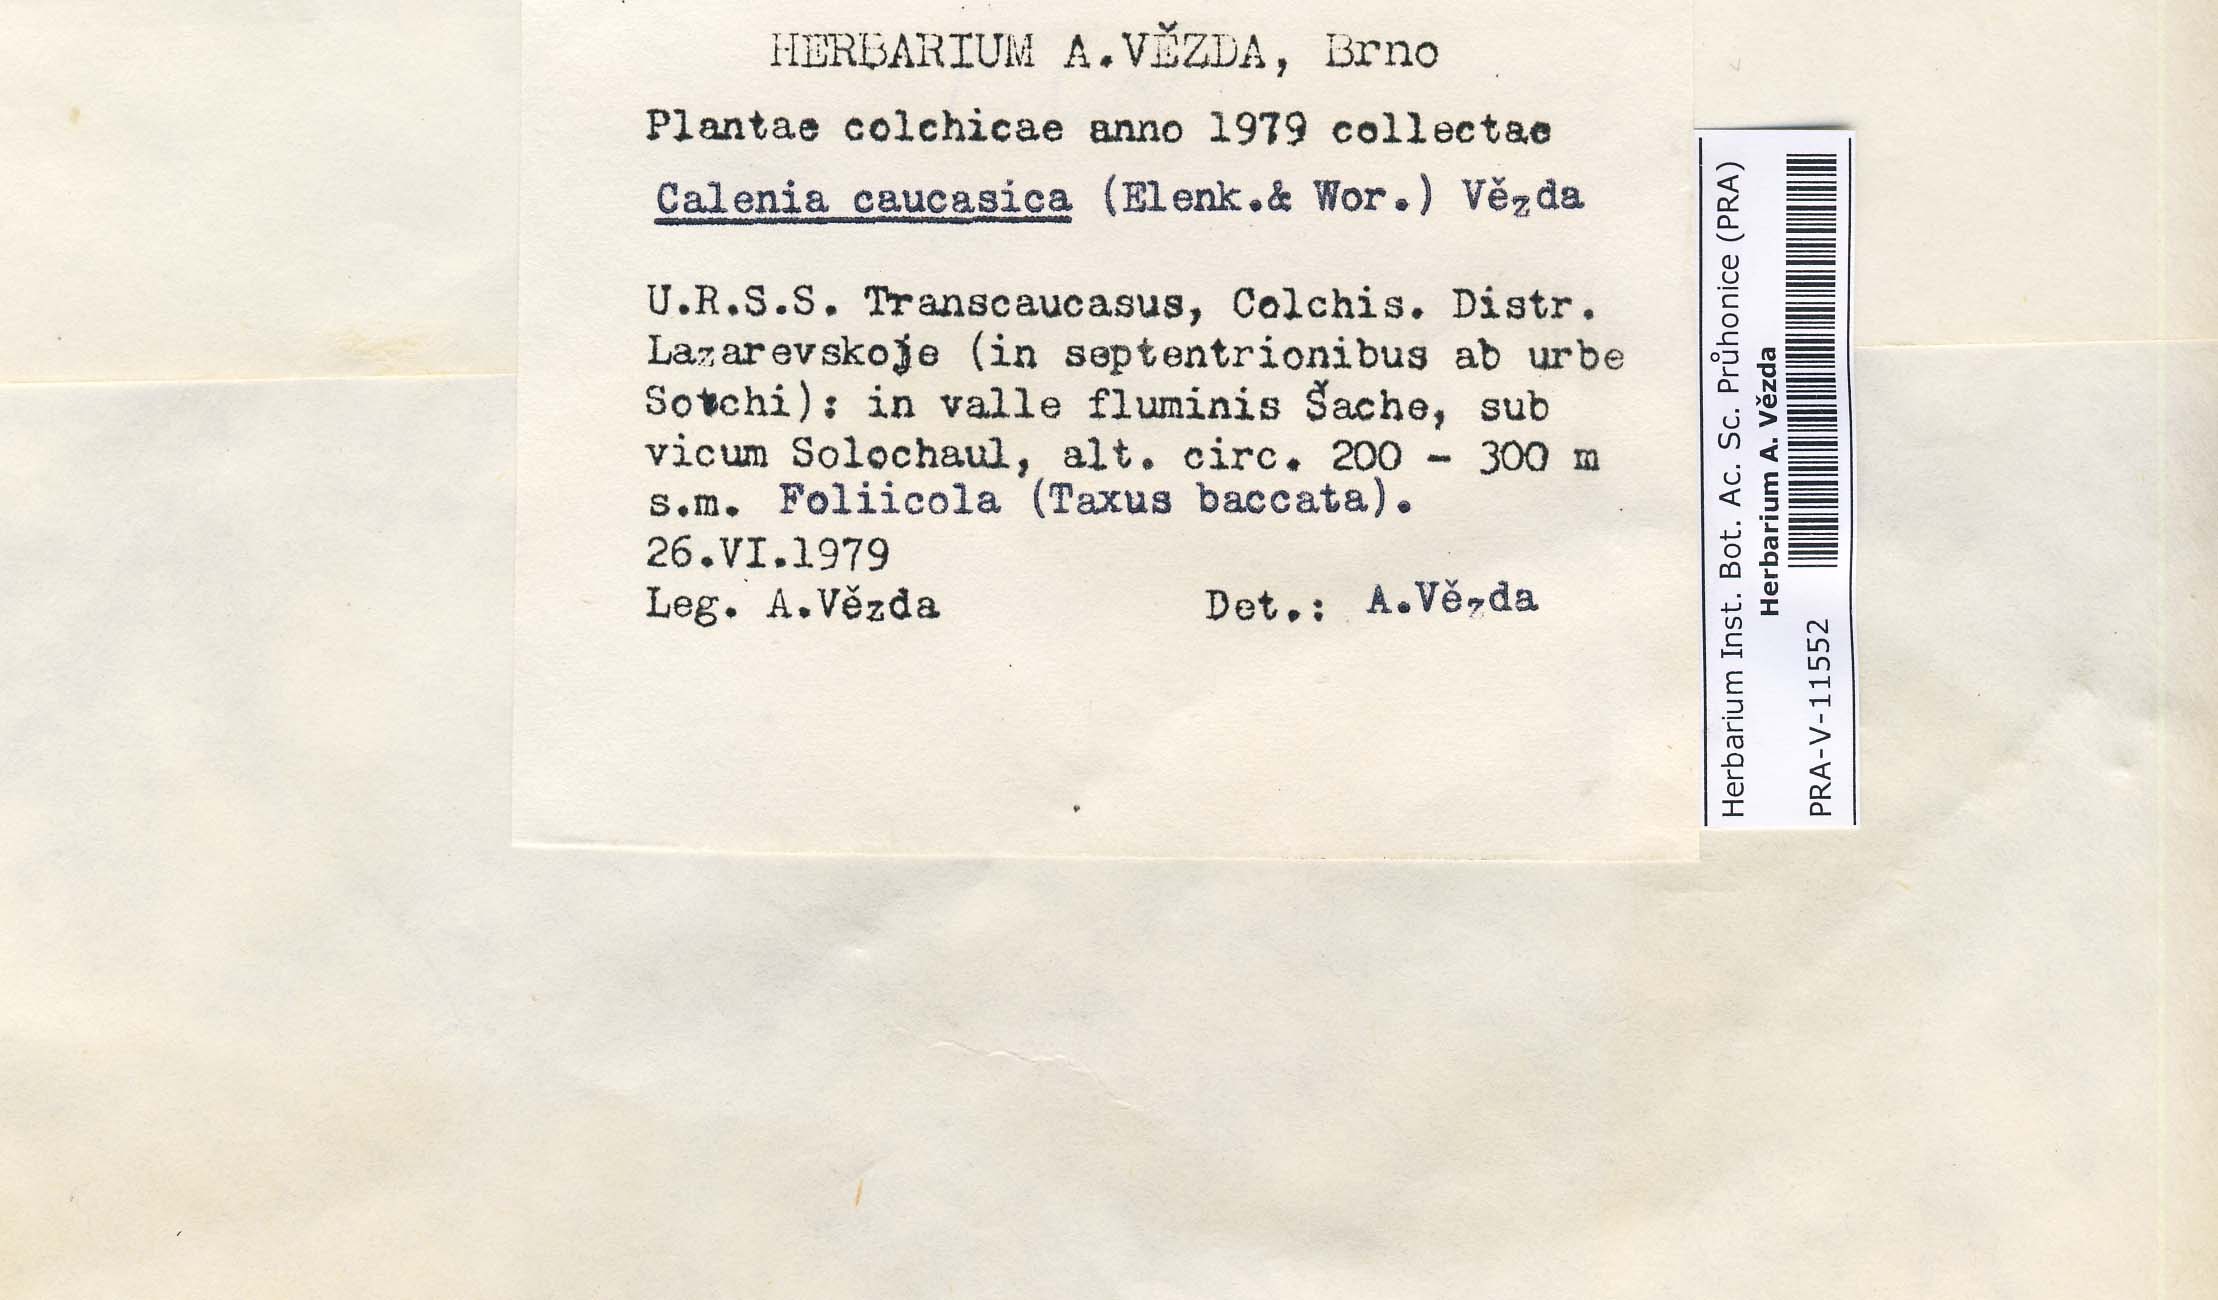 HERBARIUM A.VĚZDA, Brno
Plantae colchicae anno 1979 collectae
Calenia caucasica (Elenk.& Wor.) Vězda
U.R.S.S. Transcaucasus, Colchis. Distr.
Lazarevskoje (in septentrionibus ab urbe
Sotchi): in valle fluminis Šache, sub
vicum Solochaul, alt. circ. 200 - 300 m
s.m. Foliicola (Taxus baccata).
26.VI.1979
Leg. A.Vězda Det.: A.Vězda
Herbarium Inst. Bot. Ac. Sc. Průhonice (PRA)
Herbarium A. Vězda
PRA-V-11552